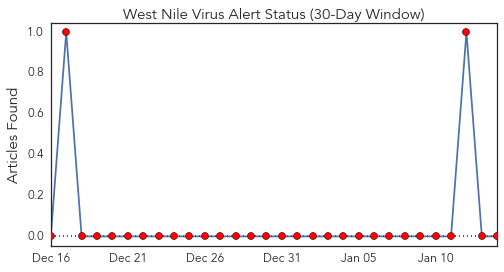 West Nile Virus Alert Status (30-Day Window)
Articles Found
1.0
0.8
0.6
0.4
0.2
0.0
Dec 16 Dec 21 Dec 26 Dec 31 Jan 05 Jan 10